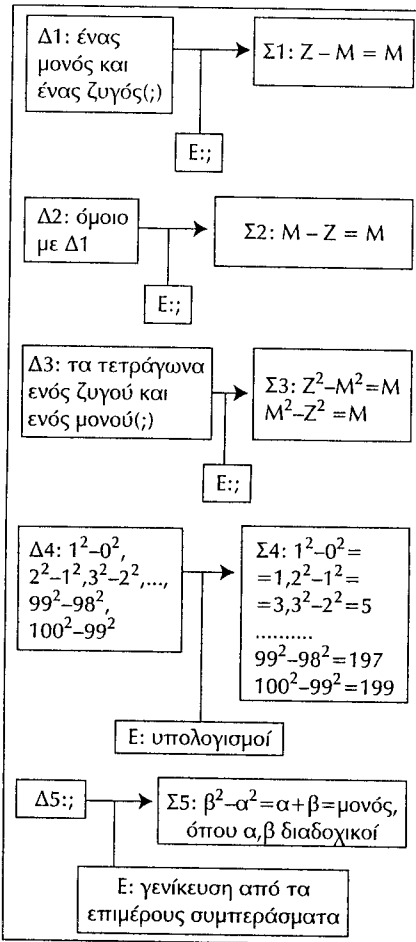 Δ1: ένας
μονός και
ένας ζυγός(;)
Σ1: Ζ – Μ = Μ
Ε:;
Δ2: όμοιο
με Δ1
Σ2: Μ – Ζ = Μ
Ε:;
Δ3: τα τετράγωνα
ενός ζυγού και
ενός μονού(;)
Σ3: Ζ²–Μ²=Μ
Μ²–Ζ²=Μ
Ε:;
Δ4: 1²–0²,
2²–1²,3²–2²,...,
99²–98²,
100²–99²
Σ4: 1²–0²=
=1,2²–1²=
=3,3²–2²=5
..........
99²–98²=197
100²–99²=199
Ε: υπολογισμοί
Δ5:;
Σ5: β²–α²=α+β=μονός,
όπου α,β διαδοχικοί
Ε: γενίκευση από τα
επιμέρους συμπεράσματα